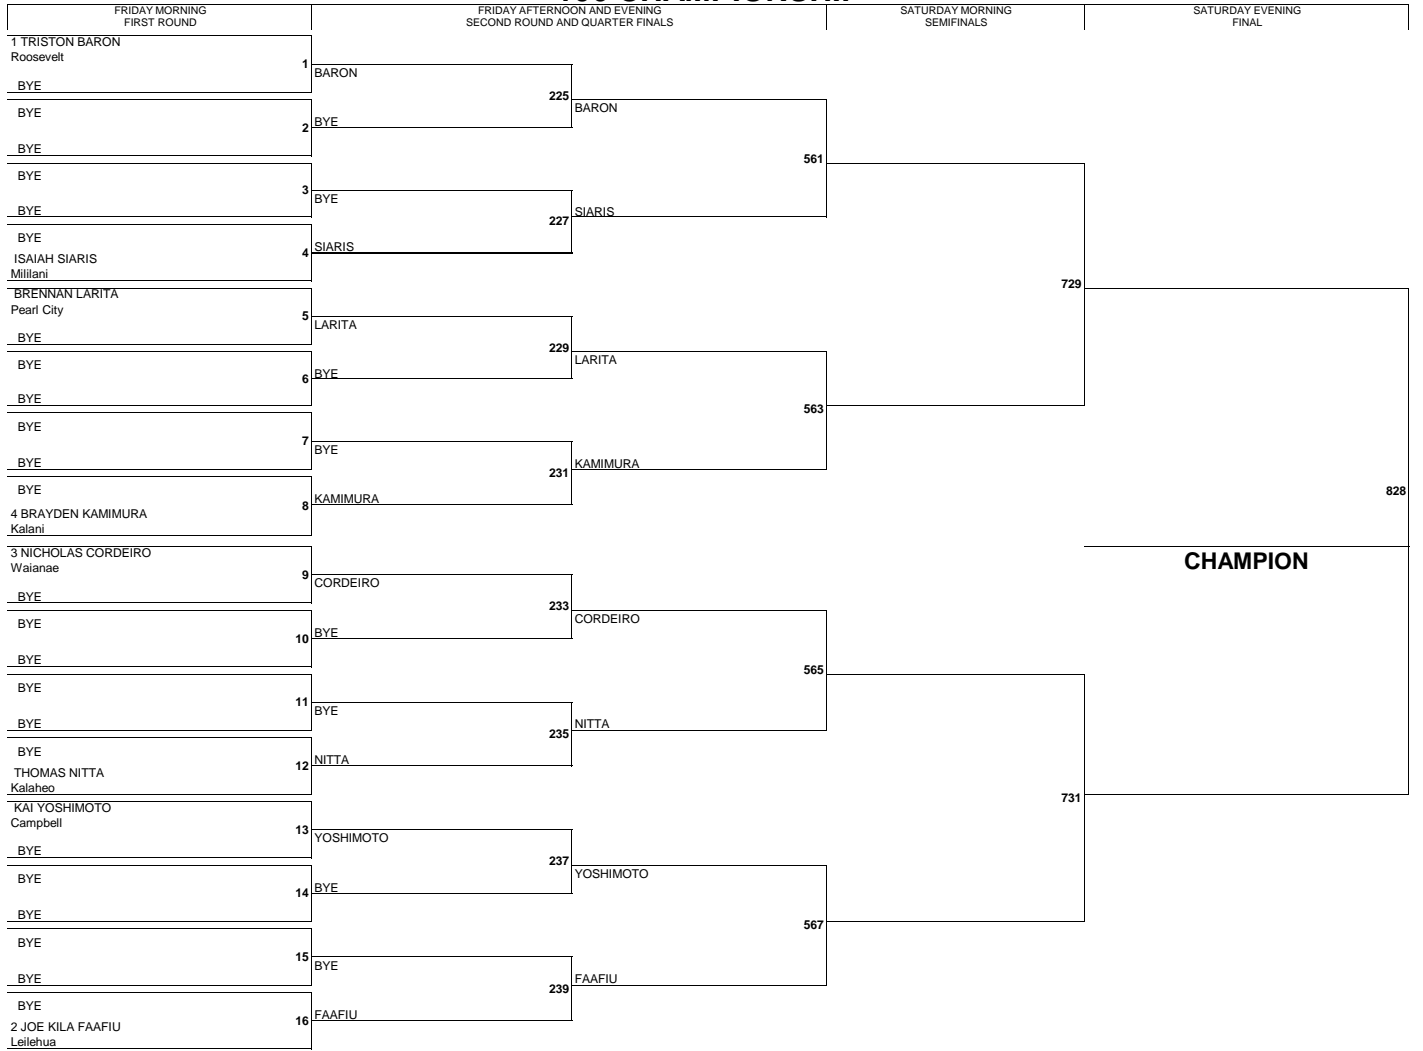 FRIDAY MORNING
FIRST ROUND
FRIDAY AFTERNOON AND EVENING
SECOND ROUND AND QUARTER FINALS
SATURDAY MORNING
SEMIFINALS
SATURDAY EVENING
FINAL
1 TRISTON BARON
Roosevelt
1
BYE
BARON
225
BARON
BYE
2
BYE
BYE
561
BYE
3
BYE
BYE
227
SIARIS
BYE
4
SIARIS
ISAIAH SIARIS
Mililani
729
BRENNAN LARITA
Pearl City
5
BYE
LARITA
229
LARITA
BYE
6
BYE
BYE
563
BYE
7
BYE
BYE
231
KAMIMURA
BYE
8
KAMIMURA
4 BRAYDEN KAMIMURA
Kalani
828
CHAMPION
3 NICHOLAS CORDEIRO
Waianae
9
BYE
CORDEIRO
233
CORDEIRO
BYE
10
BYE
BYE
565
BYE
11
BYE
BYE
235
NITTA
BYE
12
NITTA
THOMAS NITTA
Kalaheo
731
KAI YOSHIMOTO
Campbell
13
BYE
YOSHIMOTO
237
YOSHIMOTO
BYE
14
BYE
BYE
567
BYE
15
BYE
BYE
239
FAAFIU
BYE
16
FAAFIU
2 JOE KILA FAAFIU
Leilehua